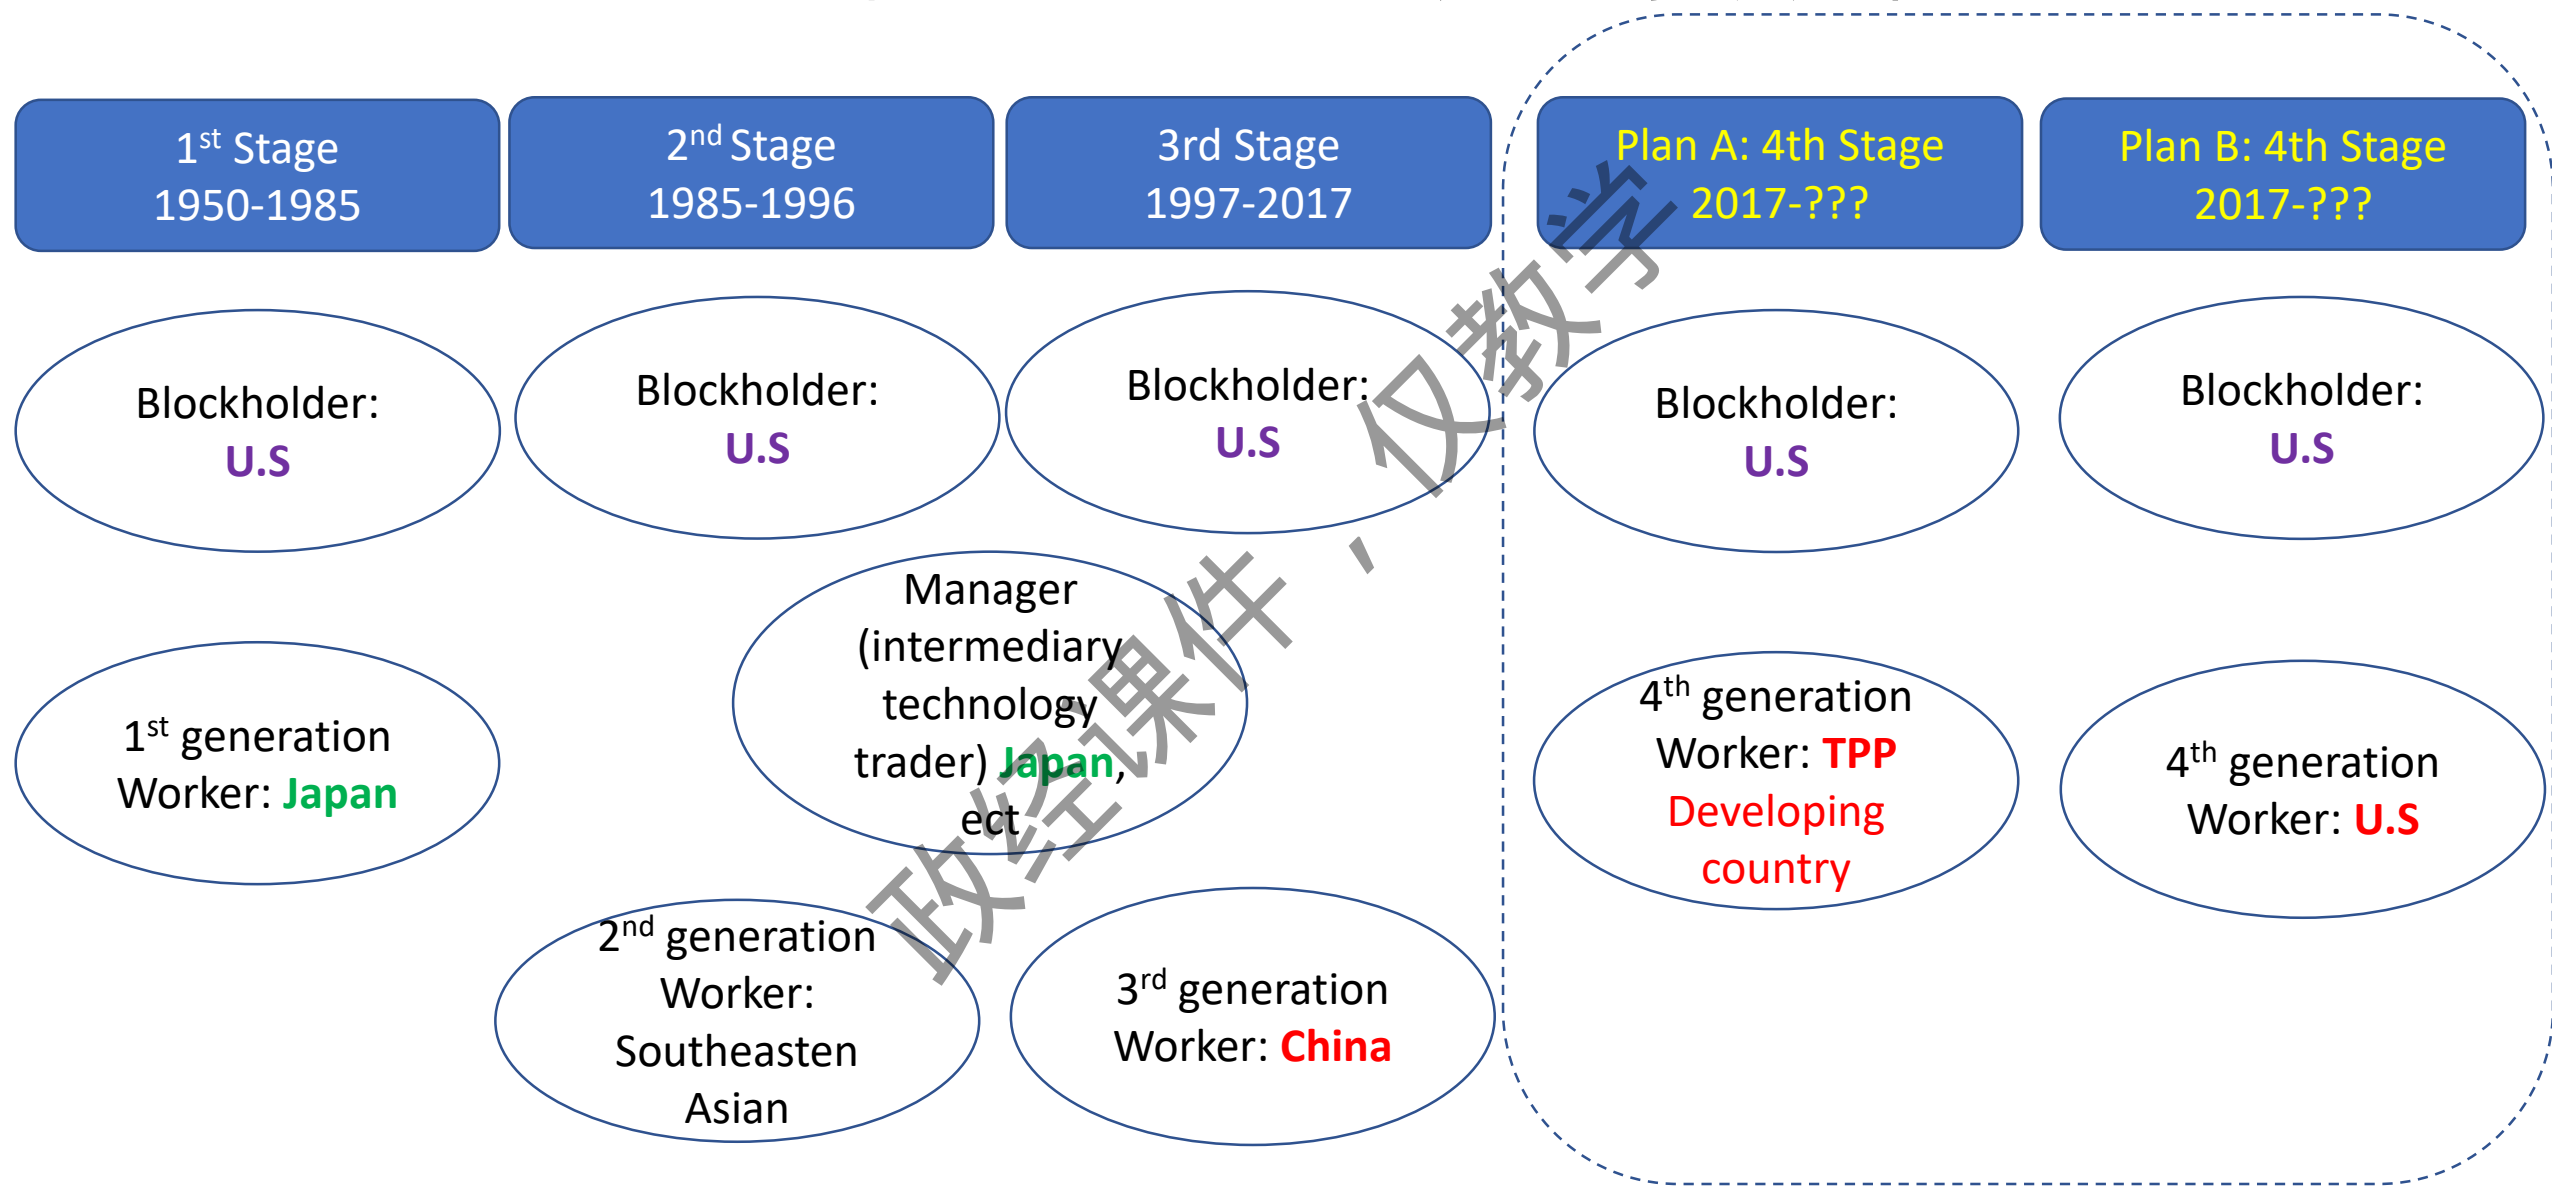 1st Stage
1950-1985
2nd Stage
1985-1996
3rd Stage
1997-2017
Plan A: 4th Stage
2017-???
Plan B: 4th Stage
2017-???
Blockholder:
U.S
Blockholder:
U.S
Blockholder:
U.S
Blockholder:
U.S
Blockholder:
U.S
1st generation
Worker: Japan
Manager
(intermediary
technology
trader) Japan,
ect
2nd generation
Worker:
Southeasten
Asian
3rd generation
Worker: China
4th generation
Worker: TPP
Developing
country
4th generation
Worker: U.S
政经课件，仅教学